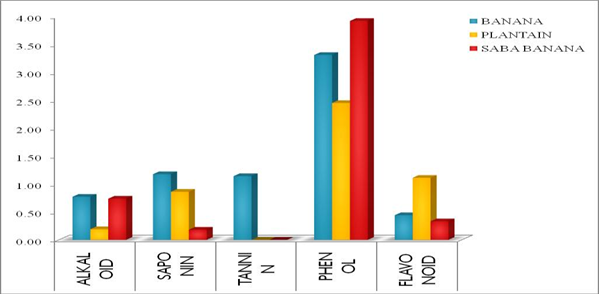 4.00
3.50
3.00
2.50
2.00
1.50
1.00
0.50
0.00
ALKAL
OID
SAPO
NIN
TANNI
N
PHEN
OL
FLAVO
NOID
BANANA
PLANTAIN
SABA BANANA